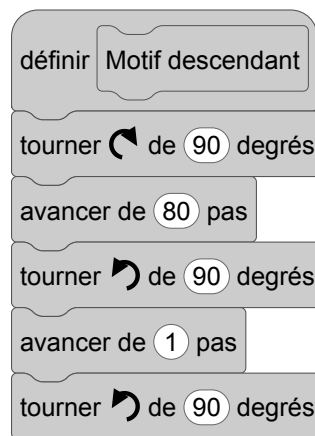 définir Motif descendant
tourner de 90 degrés
avancer de 80 pas
tourner de 90 degrés
avancer de 1 pas
tourner de 90 degrés